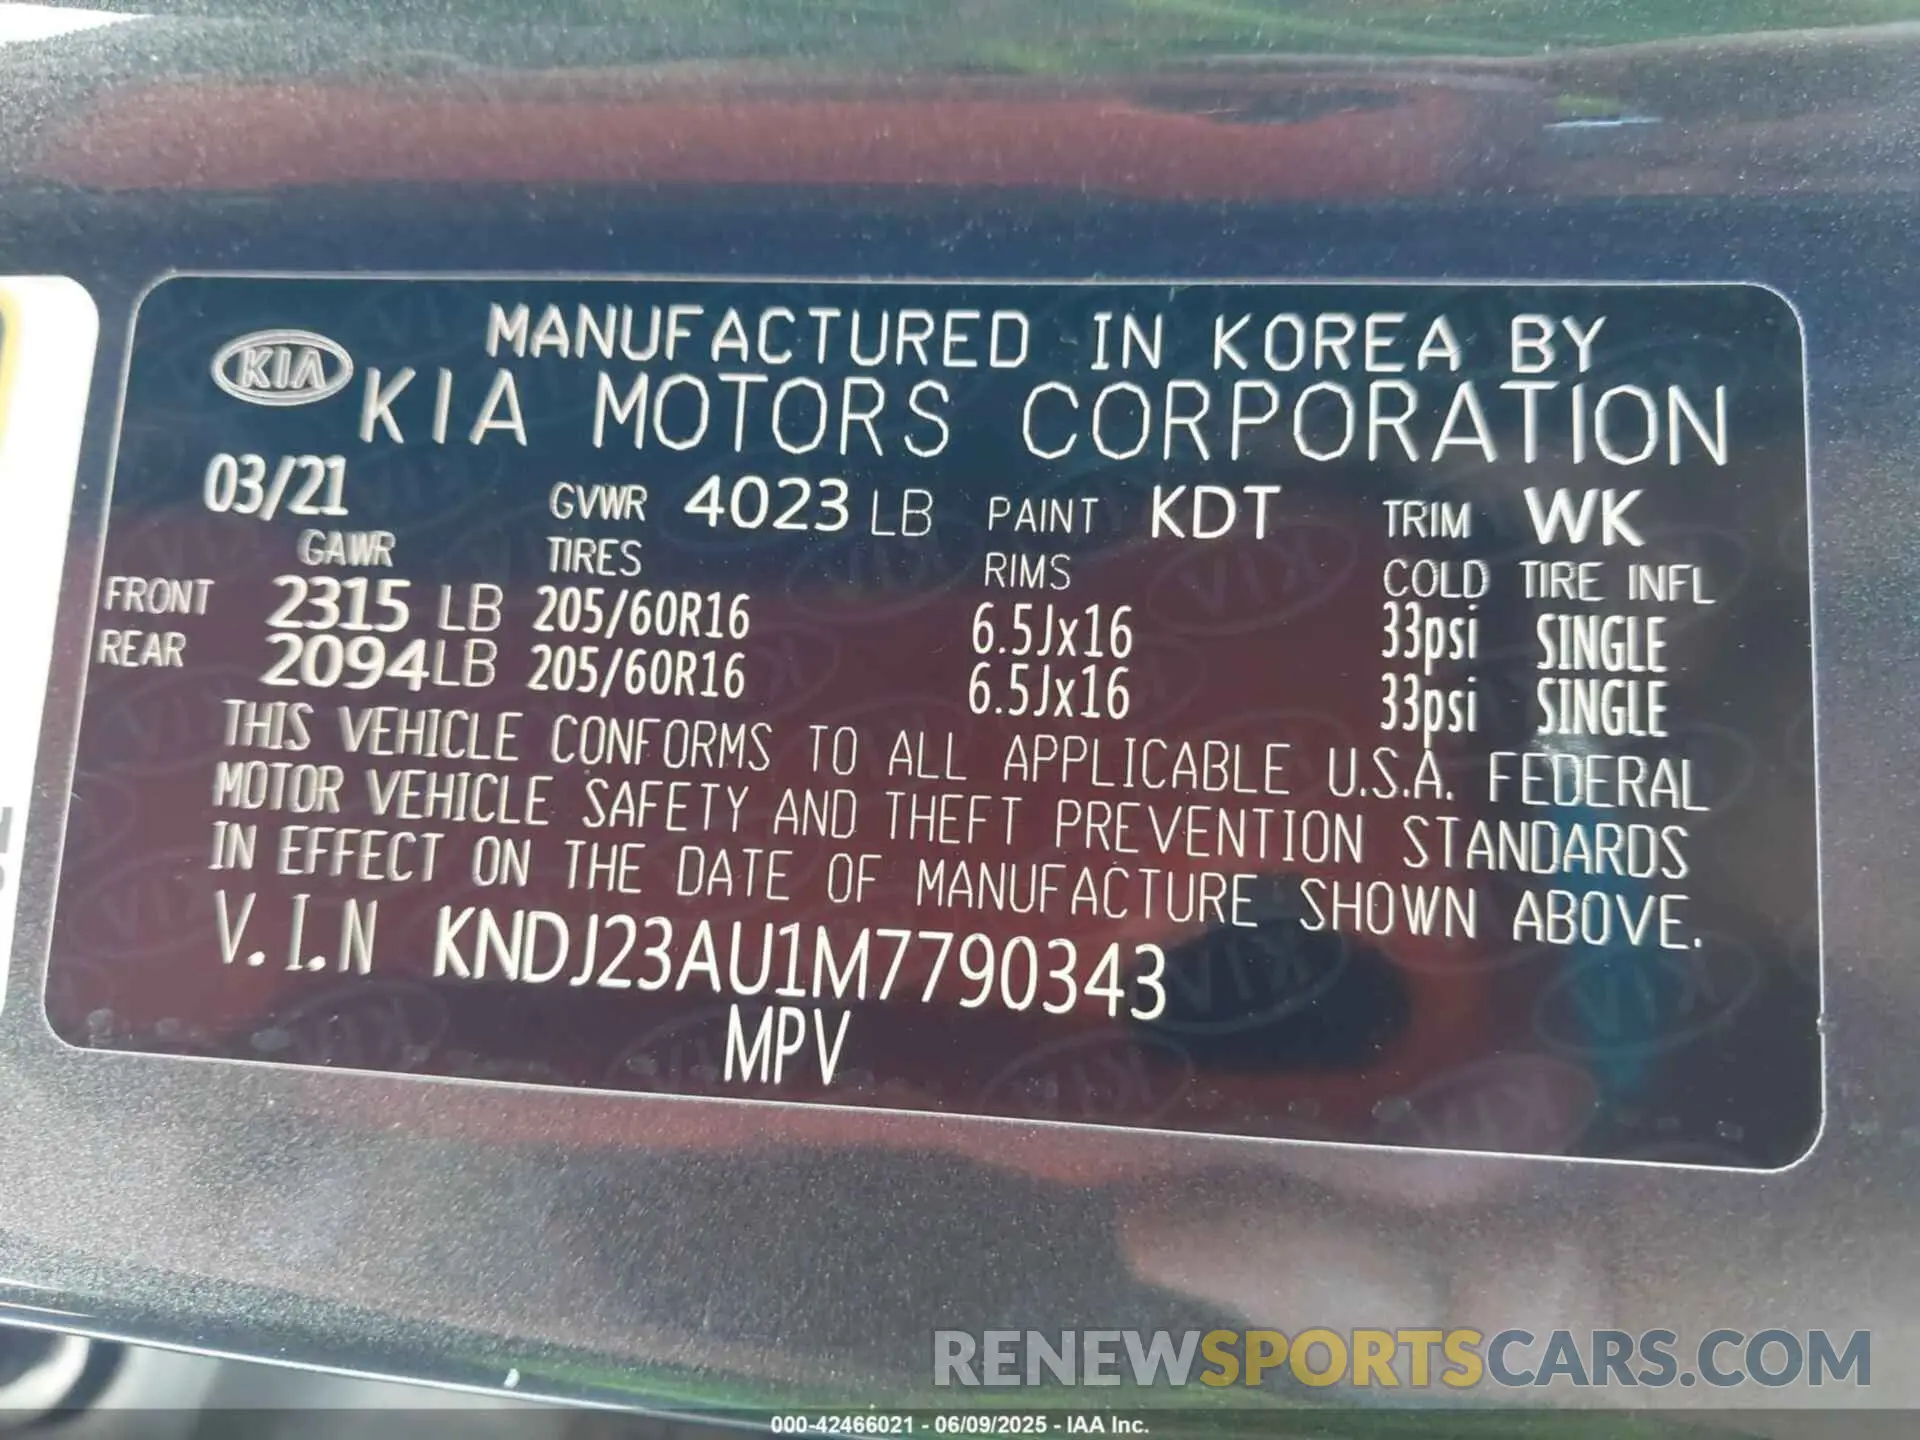 MANUFACTURED IN KOREA BY
KIA KIA MOTORS CORPORATION
03/21 GVWR 4023 LB PAINT KDT TRIM WK
GAWR TIRES RIMS COLD TIRE INFL
FRONT 2315 LB 205/60R16 6.5Jx16 33psi SINGLE
REAR 2094 LB 205/60R16 6.5Jx16 33psi SINGLE
THIS VEHICLE CONFORMS TO ALL APPLICABLE U.S.A. FEDERAL
MOTOR VEHICLE SAFETY AND THEFT PREVENTION STANDARDS
IN EFFECT ON THE DATE OF MANUFACTURE SHOWN ABOVE.
V.I.N KNDJ23AU1M7790343
MPV
RENEWSPORTSCARS.COM
000-42466021 - 06/09/2025 - IAA Inc.